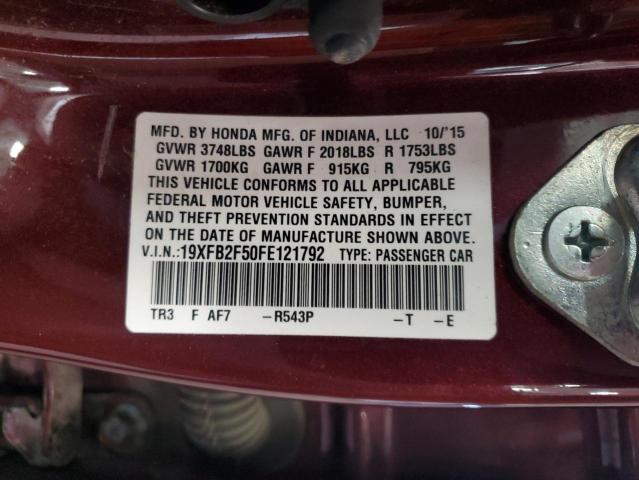 MFD. BY HONDA MFG. OF INDIANA, LLC 10/'15
GVWR 3748LBS GAWR F 2018LBS R 1753LBS
GVWR 1700KG GAWR F 915KG R 795KG
THIS VEHICLE CONFORMS TO ALL APPLICABLE
FEDERAL MOTOR VEHICLE SAFETY, BUMPER,
AND THEFT PREVENTION STANDARDS IN EFFECT
ON THE DATE OF MANUFACTURE SHOWN ABOVE.
V.I.N.:19XFB2F50FE121792 TYPE: PASSENGER CAR
TR3 F AF7 –R543P –T –E